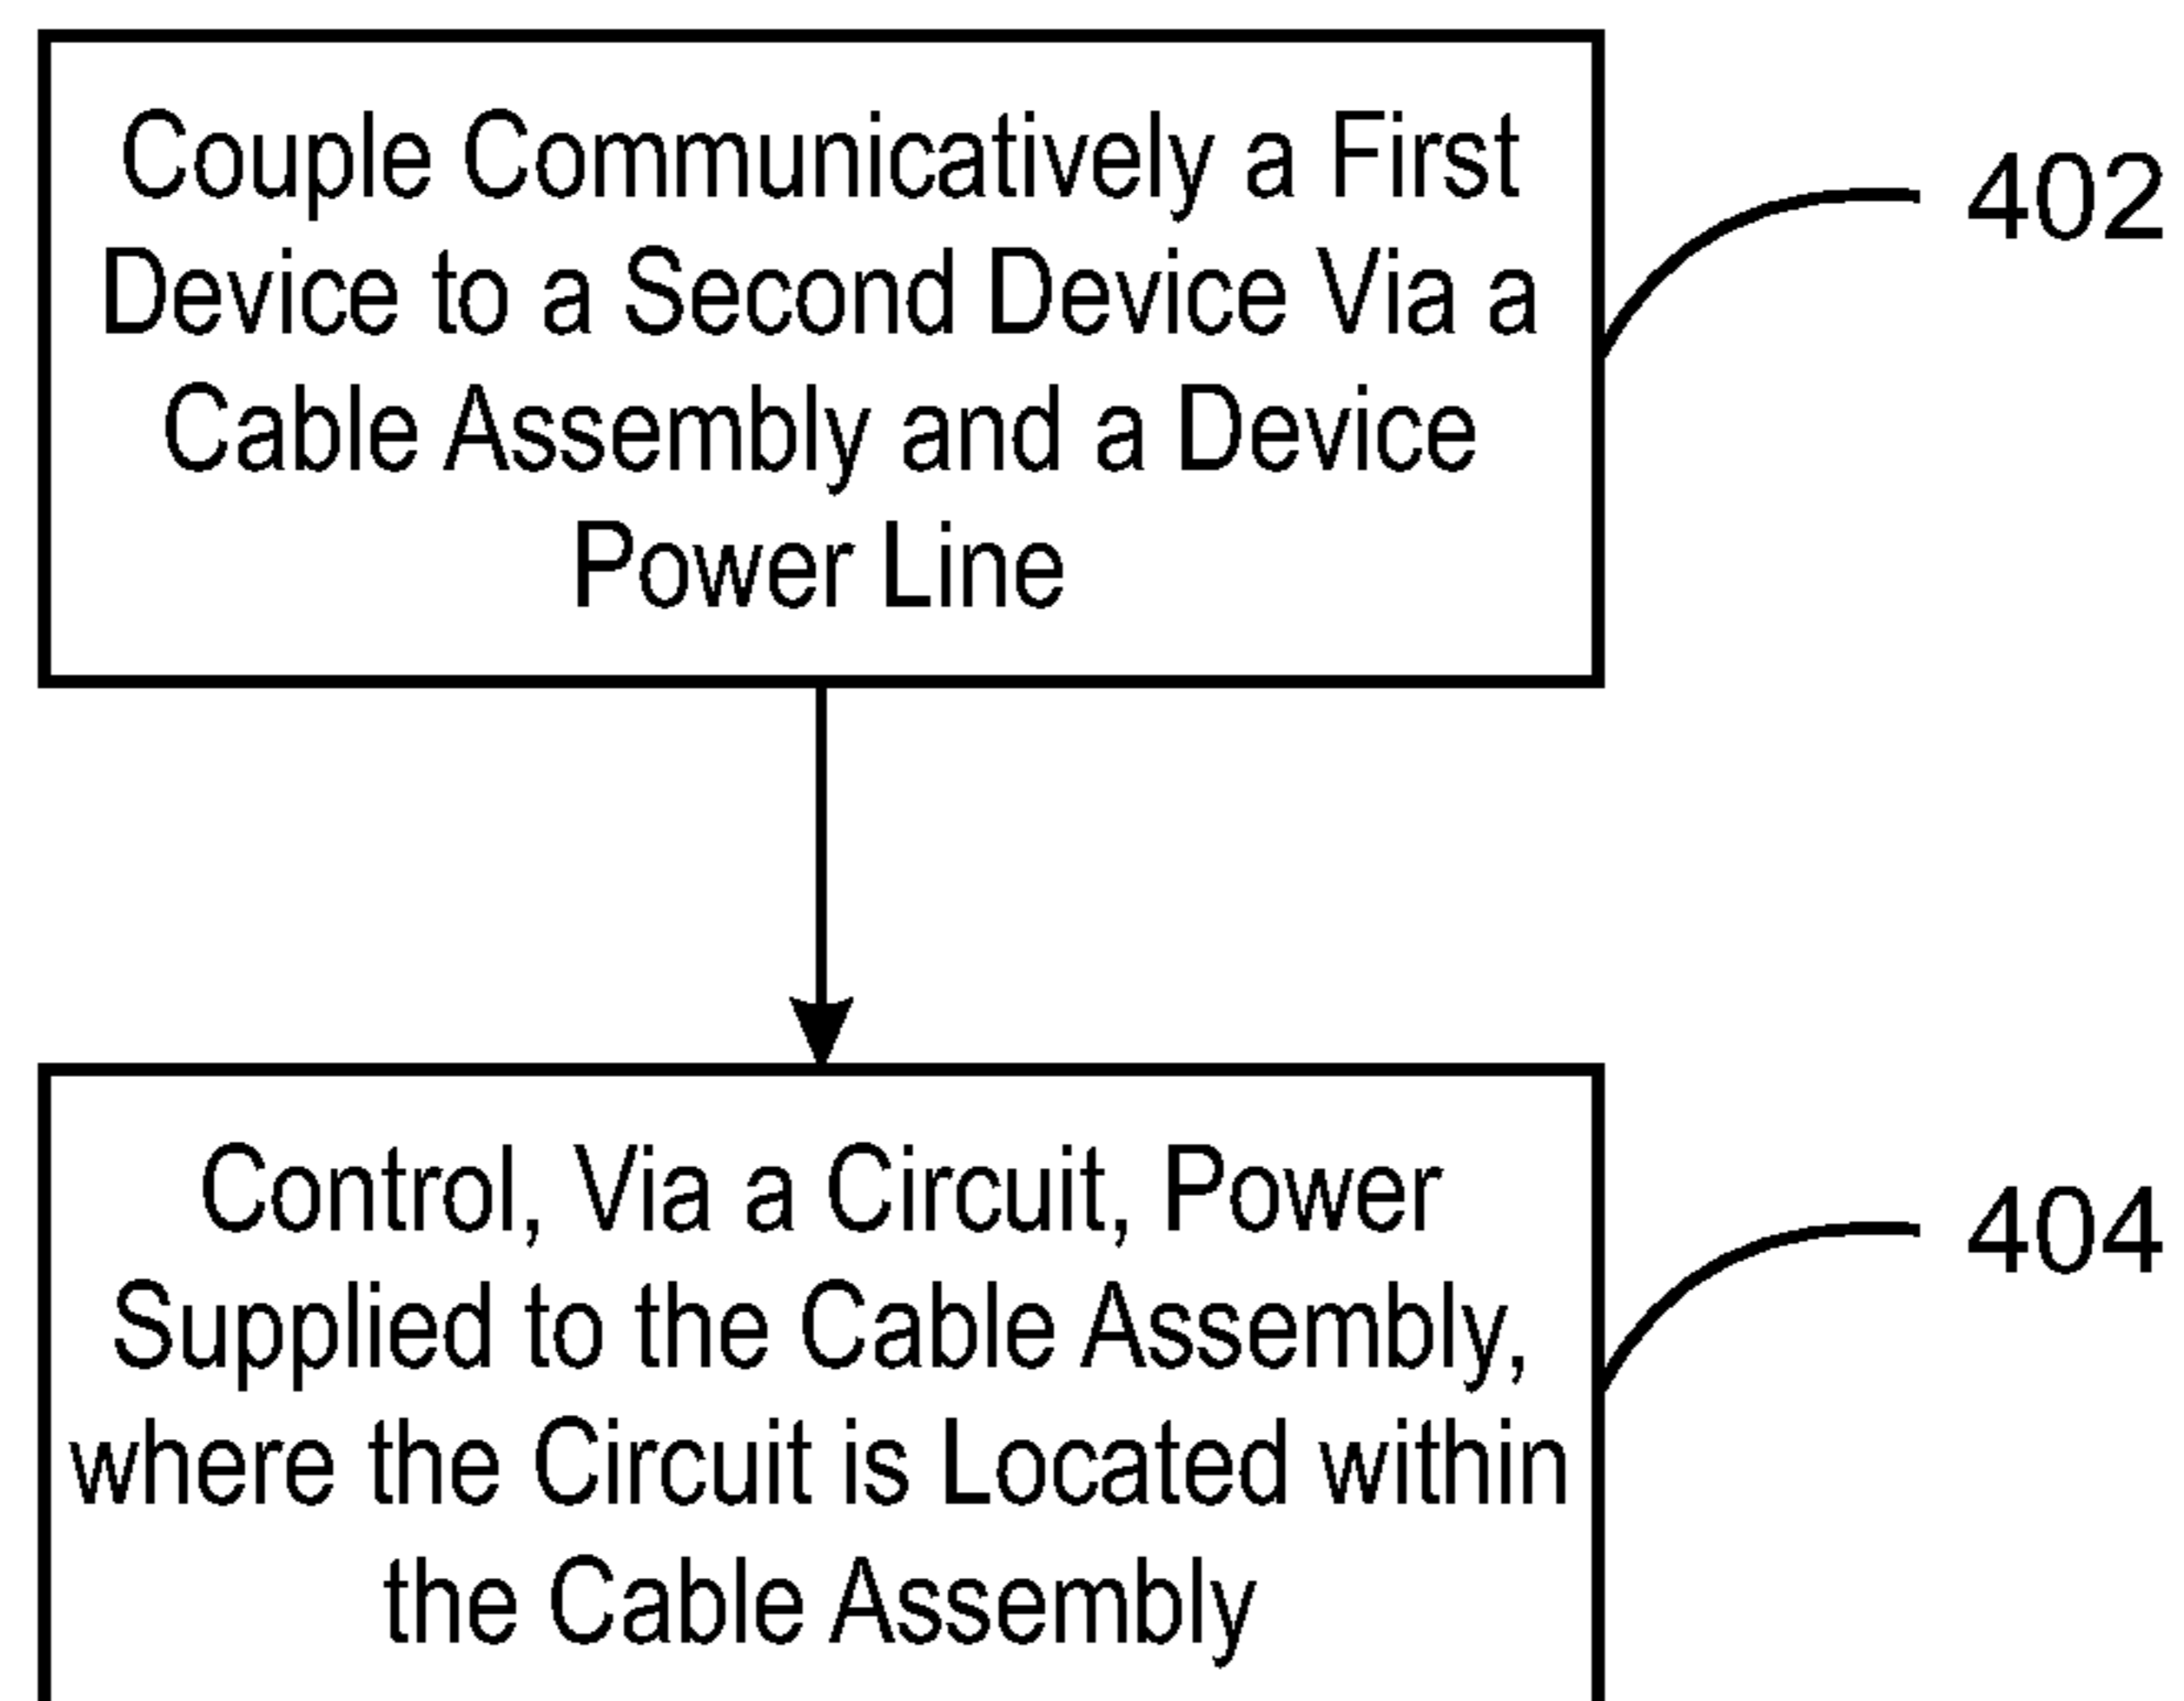 Couple Communicatively a First
Device to a Second Device Via a
Cable Assembly and a Device
Power Line
402
Control, Via a Circuit, Power
Supplied to the Cable Assembly,
where the Circuit is Located within
the Cable Assembly
404